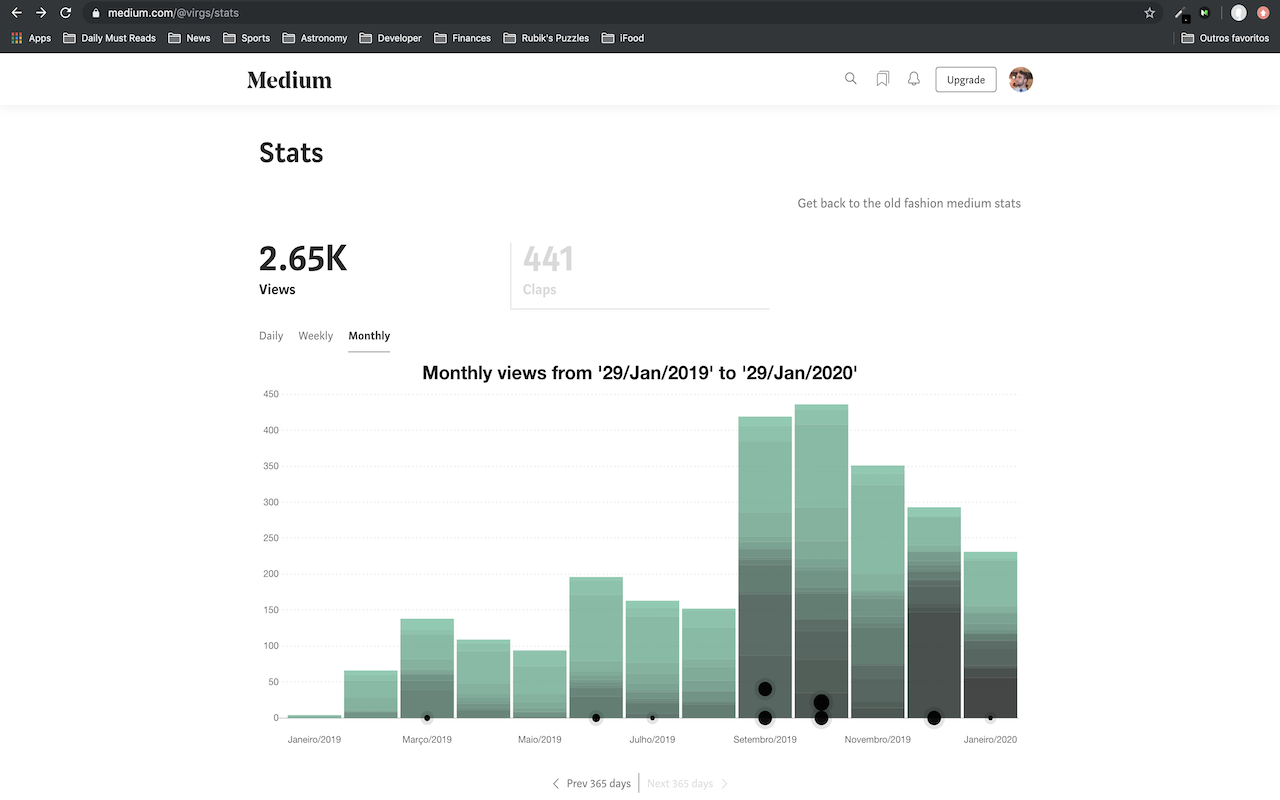 medium.com/@virgs/stats
Apps Daily Must Reads News Sports Astronomy Developer Finances Rubik's Puzzles iFood Outros favoritos
Medium Upgrade
Stats
Get back to the old fashion medium stats
2.65K 441
Views Claps
Daily Weekly Monthly
Monthly views from '29/Jan/2019' to '29/Jan/2020'
450
400
350
300
250
200
150
100
50
0
Janeiro/2019 Março/2019 Maio/2019 Julho/2019 Setembro/2019 Novembro/2019 Janeiro/2020
Prev 365 days Next 365 days